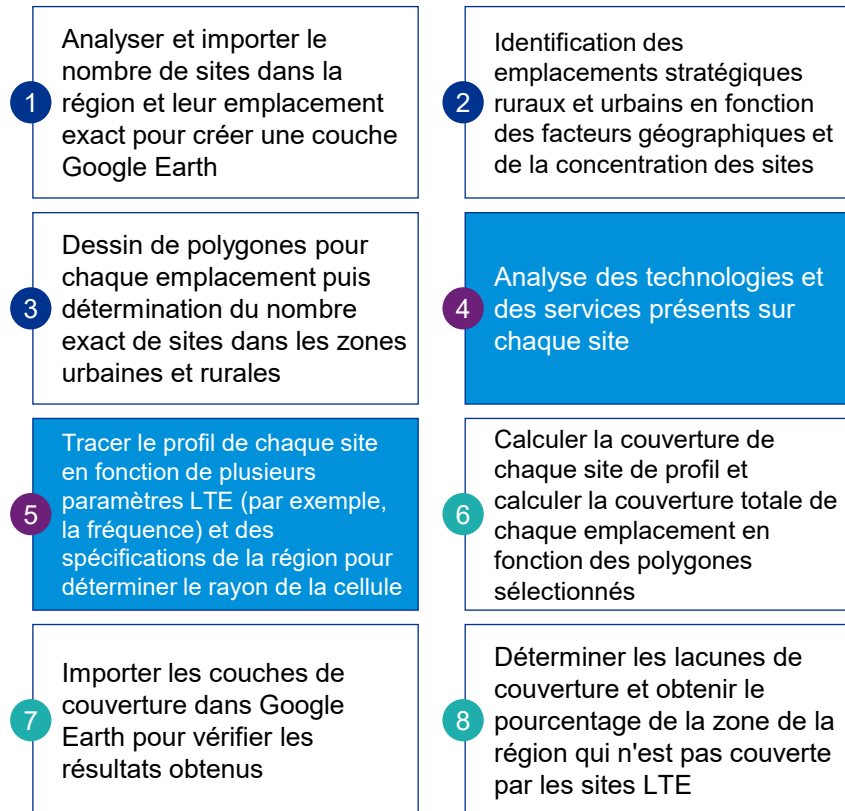 1
Analyser et importer le
nombre de sites dans la
région et leur emplacement
exact pour créer une couche
Google Earth
2
Identification des
emplacements stratégiques
ruraux et urbains en fonction
des facteurs géographiques et
de la concentration des sites
3
Dessin de polygones pour
chaque emplacement puis
détermination du nombre
exact de sites dans les zones
urbaines et rurales
4
Analyse des technologies et
des services présents sur
chaque site
5
Tracer le profil de chaque site
en fonction de plusieurs
paramètres LTE (par exemple,
la fréquence) et des
spécifications de la région pour
déterminer le rayon de la cellule
6
Calculer la couverture de
chaque site de profil et
calculer la couverture totale de
chaque emplacement en
fonction des polygones
sélectionnés
7
Importer les couches de
couverture dans Google
Earth pour vérifier les
résultats obtenus
8
Déterminer les lacunes de
couverture et obtenir le
pourcentage de la zone de la
région qui n'est pas couverte
par les sites LTE